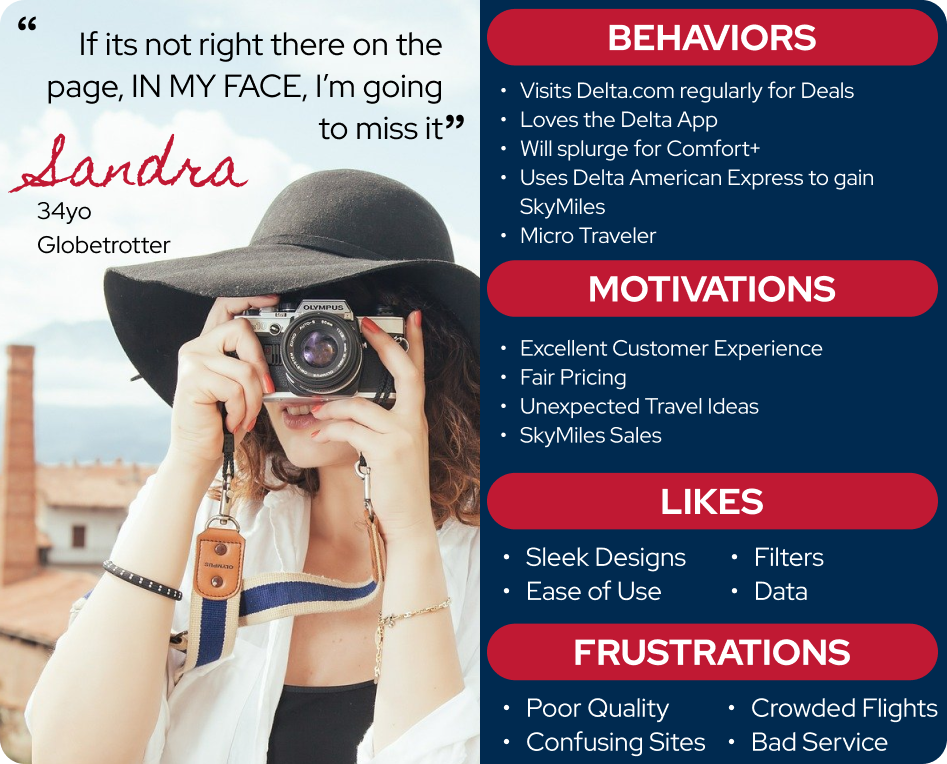 “ If its not right there on the
page, IN MY FACE, I’m going
to miss it”
Sandra
34yo
Globetrotter
OLYMPUS
OLYMPUS
BEHAVIORS
• Visits Delta.com regularly for Deals
• Loves the Delta App
• Will splurge for Comfort+
• Uses Delta American Express to gain
SkyMiles
• Micro Traveler
MOTIVATIONS
• Excellent Customer Experience
• Fair Pricing
• Unexpected Travel Ideas
• SkyMiles Sales
LIKES
• Sleek Designs
• Ease of Use
• Filters
• Data
FRUSTRATIONS
• Poor Quality
• Confusing Sites
• Crowded Flights
• Bad Service